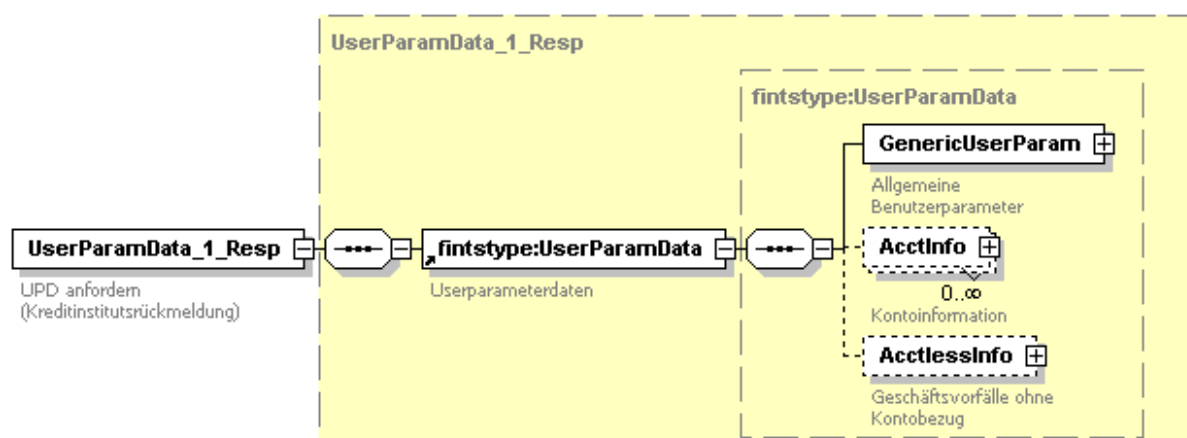 UserParamData_1_Resp
fintstype:UserParamData
GenericUserParam
Allgemeine
Benutzerparameter
UserParamData_1_Resp
UPD anfordern
(Kreditinstitutsrückmeldung)
fintstype:UserParamData
Userparameterdaten
AcctInfo
0..∞
Kontoinformation
AcctlessInfo
Geschäftsvorfälle ohne
Kontobezug